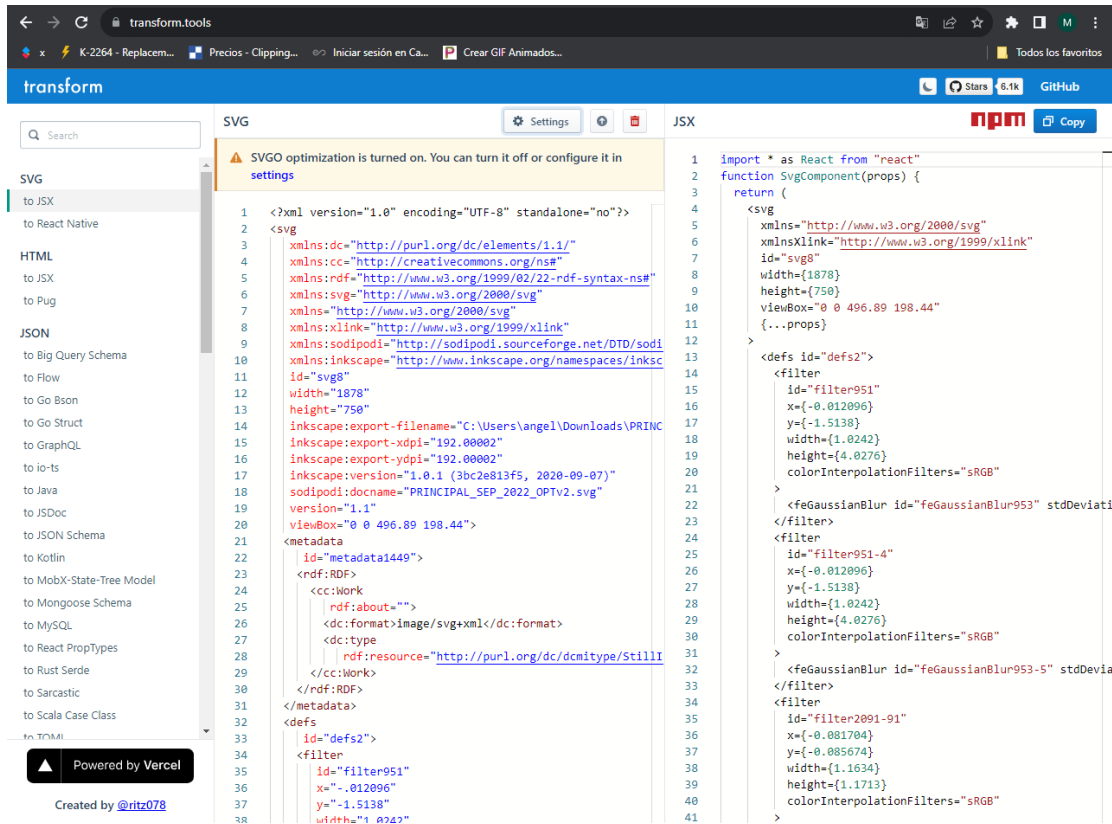 transform.tools
M
x
K-2264 - Replacem...
Precios - Clipping...
Iniciar sesión en Ca...
Crear GIF Animados...
Todos los favoritos
transform
Stars
6.1k
GitHub
Search
SVG
to JSX
to React Native
HTML
to JSX
to Pug
JSON
to Big Query Schema
to Flow
to Go Bson
to Go Struct
to GraphQL
to io-ts
to Java
to JSDoc
to JSON Schema
to Kotlin
to MobX-State-Tree Model
to Mongoose Schema
to MySQL
to React PropTypes
to Rust Serde
to Sarcastic
to Scala Case Class
to TOML
Powered by Vercel
Created by @ritz078
SVG
Settings
SVGO optimization is turned on. You can turn it off or configure it in
settings
1 <?xml version="1.0" encoding="UTF-8" standalone="no"?>
2 <svg
3 xmlns:dc="http://purl.org/dc/elements/1.1/"
4 xmlns:cc="http://creativecommons.org/ns#"
5 xmlns:rdf="http://www.w3.org/1999/02/22-rdf-syntax-ns#"
6 xmlns:svg="http://www.w3.org/2000/svg"
7 xmlns="http://www.w3.org/2000/svg"
8 xmlns:xlink="http://www.w3.org/1999/xlink"
9 xmlns:sodipodi="http://sodipodi.sourceforge.net/DTD/sodi
10 xmlns:inkscape="http://www.inkscape.org/namespaces/inksc
11 id="svg8"
12 width="1878"
13 height="750"
14 inkscape:export-filename="C:\Users\angel\Downloads\PRINC
15 inkscape:export-xdpi="192.00002"
16 inkscape:export-ydpi="192.00002"
17 inkscape:version="1.0.1 (3bc2e813f5, 2020-09-07)"
18 sodipodi:docname="PRINCIPAL_SEP_2022_OPTv2.svg"
19 version="1.1"
20 viewBox="0 0 496.89 198.44">
21 <metadata
22 id="metadata1449">
23 <rdf:RDF>
24 <cc:Work
25 rdf:about="">
26 <dc:format>image/svg+xml</dc:format>
27 <dc:type
28 rdf:resource="http://purl.org/dc/dcmitype/StillI
29 </cc:Work>
30 </rdf:RDF>
31 </metadata>
32 <defs
33 id="defs2">
34 <filter
35 id="filter951"
36 x="-.012096"
37 y="-1.5138"
38 width="1.0242"
JSX
npm
Copy
1 import * as React from "react"
2 function SvgComponent(props) {
3 return (
4 <svg
5 xmlns="http://www.w3.org/2000/svg"
6 xmlnsXlink="http://www.w3.org/1999/xlink"
7 id="svg8"
8 width={1878}
9 height={750}
10 viewBox="0 0 496.89 198.44"
11 {...props}
12 >
13 <defs id="defs2">
14 <filter
15 id="filter951"
16 x={-0.012096}
17 y={-1.5138}
18 width={1.0242}
19 height={4.0276}
20 colorInterpolationFilters="sRGB"
21 >
22 <feGaussianBlur id="feGaussianBlur953" stdDeviati
23 </filter>
24 <filter
25 id="filter951-4"
26 x={-0.012096}
27 y={-1.5138}
28 width={1.0242}
29 height={4.0276}
30 colorInterpolationFilters="sRGB"
31 >
32 <feGaussianBlur id="feGaussianBlur953-5" stdDevia
33 </filter>
34 <filter
35 id="filter2091-91"
36 x={-0.081704}
37 y={-0.085674}
38 width={1.1634}
39 height={1.1713}
40 colorInterpolationFilters="sRGB"
41 >